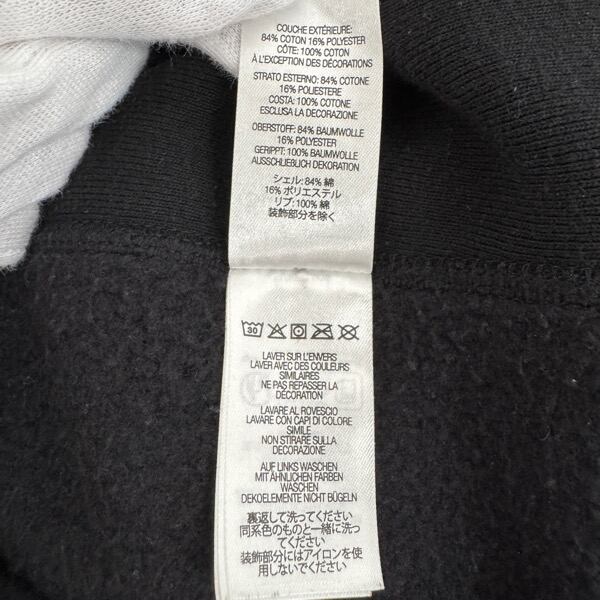 COUCHE EXTÉRIEURE:
84% COTON 16% POLYESTER
CÔTE: 100% COTON
À L'EXCEPTION DES DÉCORATIONS
STRATO ESTERNO: 84% COTONE
16% POLIESTERE
COSTA: 100% COTONE
ESCLUSA LA DECORAZIONE
OBERSTOFF: 84% BAUMWOLLE
16% POLYESTER
GERIPPT: 100% BAUMWOLLE
AUSSCHLIEßLICH DEKORATION
シェル: 84% 綿
16% ポリエステル
リブ: 100% 綿
装飾部分を除く
30
LAVER SUR L'ENVERS
LAVER AVEC DES COULEURS
SIMILAIRES
NE PAS REPASSER LA
DÉCORATION
LAVARE AL ROVESCIO
LAVARE CON CAPI DI COLORE
SIMILE
NON STIRARE SULLA
DECORAZIONE
AUF LINKS WASCHEN
MIT ÄHNLICHEN FARBEN
WASCHEN
DEKOELEMENTE NICHT BÜGELN
裏返して洗ってください
同系色のものと一緒に洗っ
てください
装飾部分にはアイロンを使
用しないでください